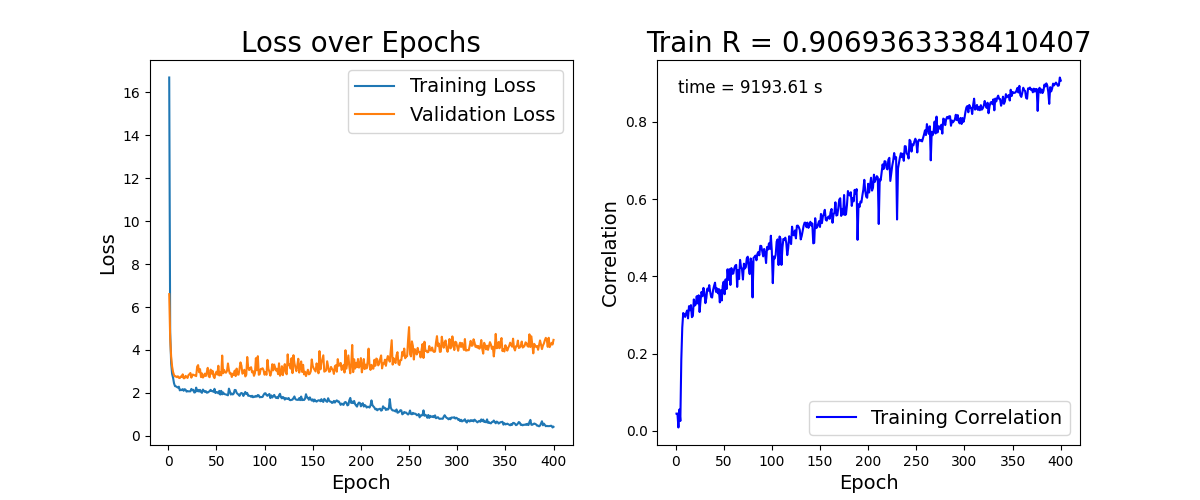 Loss over Epochs
Training Loss
Validation Loss
16
14
12
10
8
6
4
2
0
Loss
0 50 100 150 200 250 300 350 400
Epoch
Train R = 0.9069363338410407
time = 9193.61 s
0.8
0.6
0.4
0.2
0.0
Correlation
Training Correlation
0 50 100 150 200 250 300 350 400
Epoch